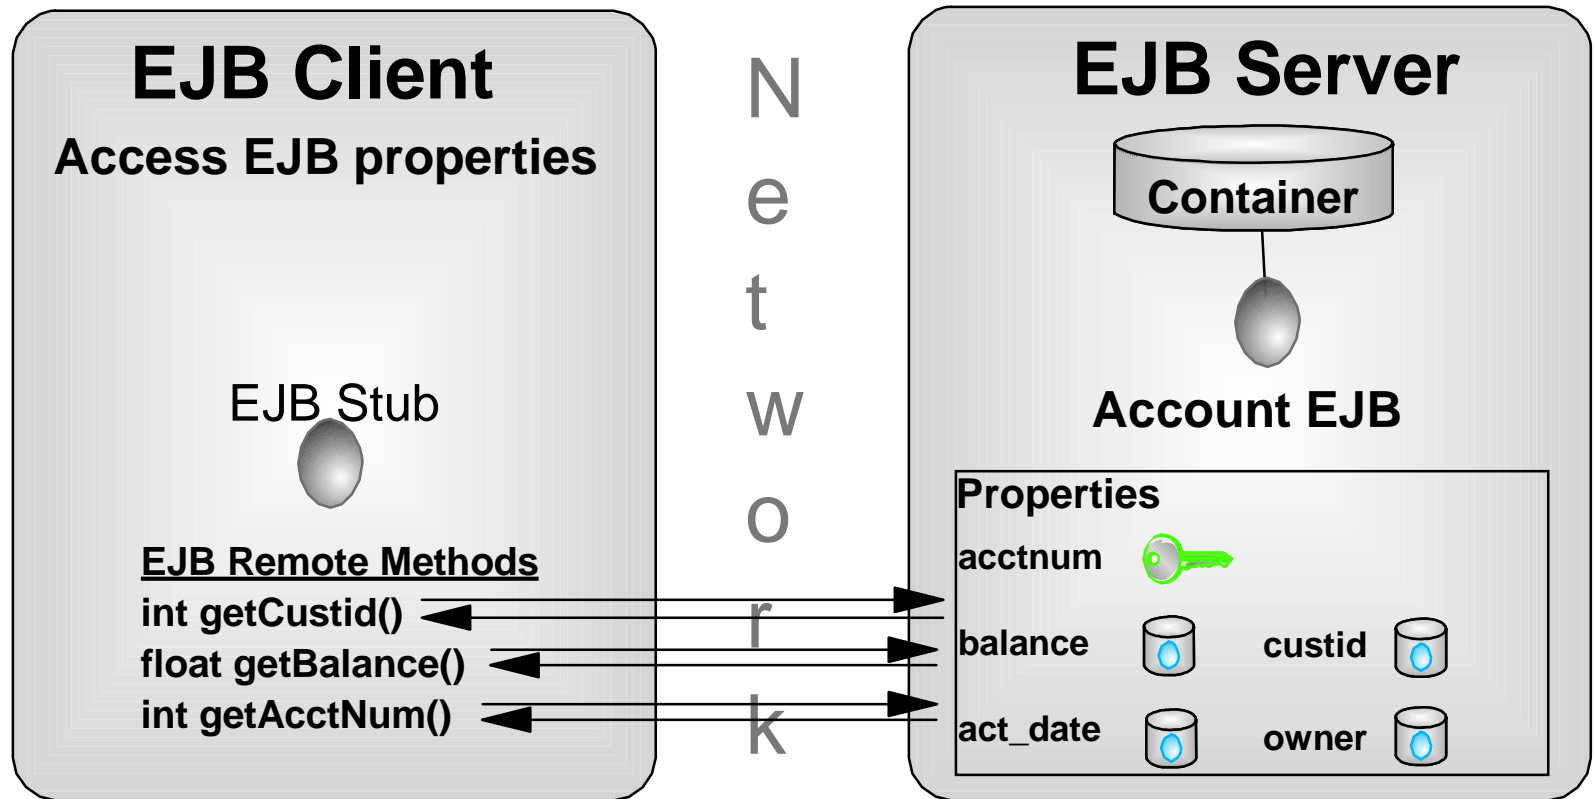 EJB Client
Access EJB properties
EJB Stub
EJB Remote Methods
int getCustid()
float getBalance()
int getAcctNum()
Network
EJB Server
Container
Account EJB
Properties
acctnum
balance custid
act_date owner